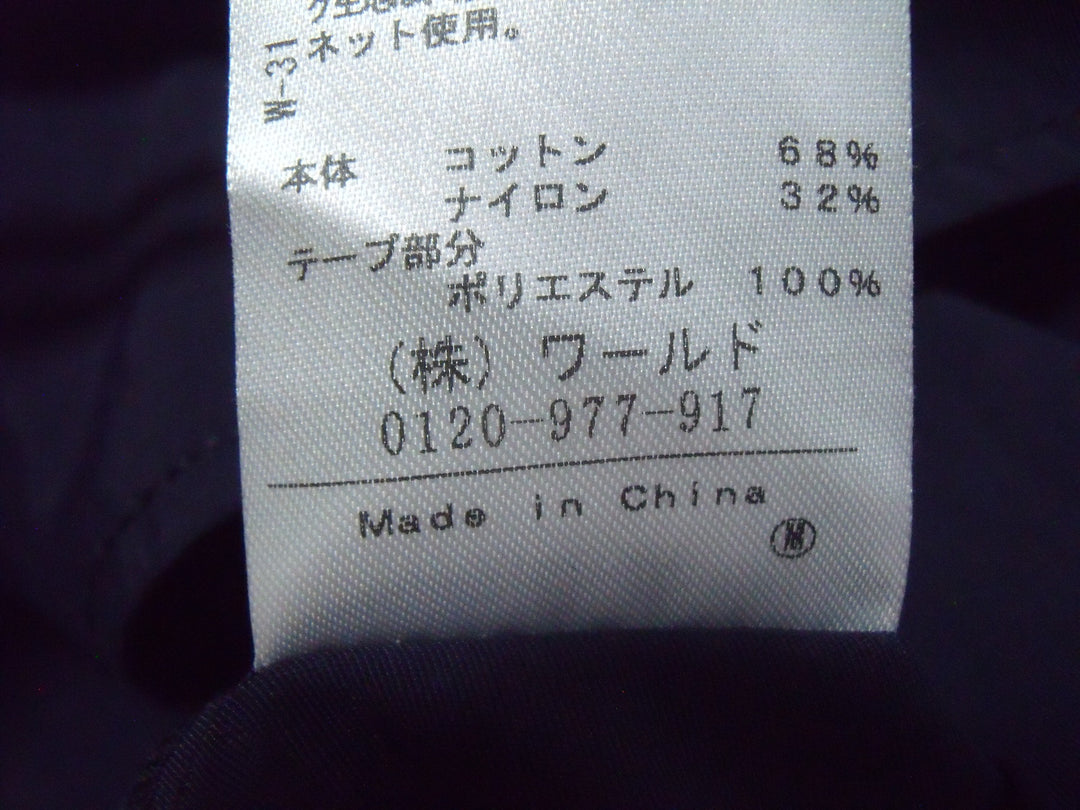 ネット使用。
W-31
本体 コットン 68%
ナイロン 32%
テープ部分
ポリエステル 100%
(株) ワールド
0120-977-917
Made in China
M